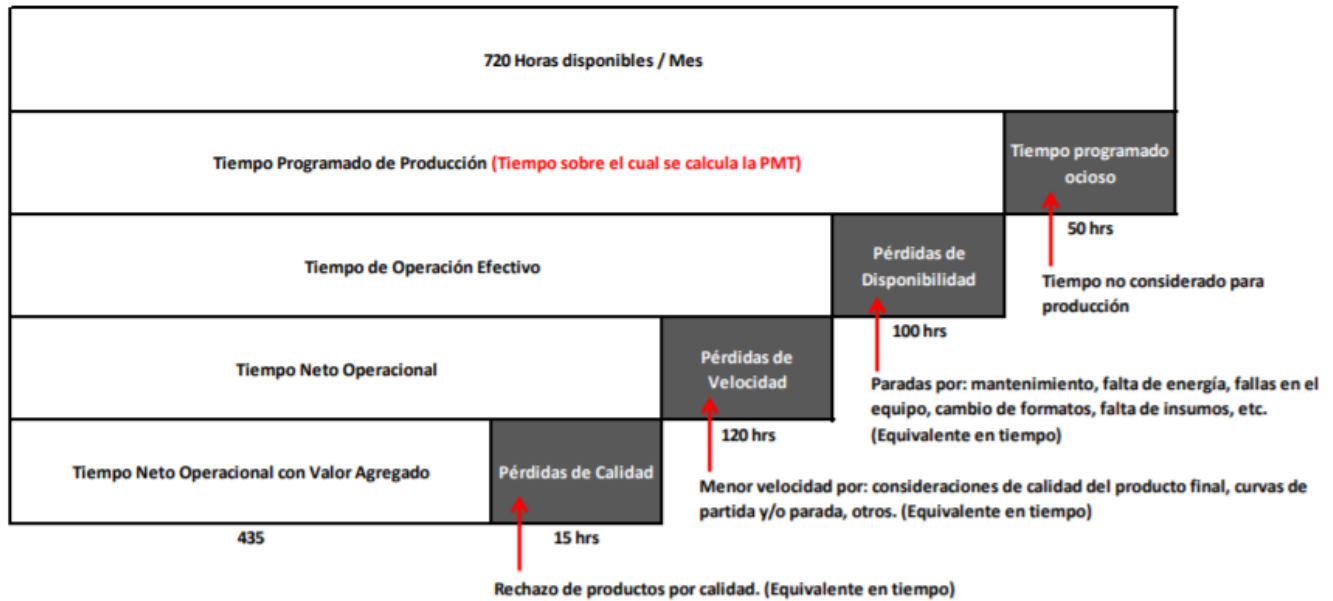 720 Horas disponibles / Mes
Tiempo Programado de Producción (Tiempo sobre el cual se calcula la PMT)
Tiempo programado
ocioso
50 hrs
Tiempo no considerado para
producción
Tiempo de Operación Efectivo
Pérdidas de
Disponibilidad
100 hrs
Paradas por: mantenimiento, falta de energía, fallas en el
equipo, cambio de formatos, falta de insumos, etc.
(Equivalente en tiempo)
Tiempo Neto Operacional
Pérdidas de
Velocidad
120 hrs
Menor velocidad por: consideraciones de calidad del producto final, curvas de
partida y/o parada, otros. (Equivalente en tiempo)
Tiempo Neto Operacional con Valor Agregado
Pérdidas de Calidad
435
15 hrs
Rechazo de productos por calidad. (Equivalente en tiempo)